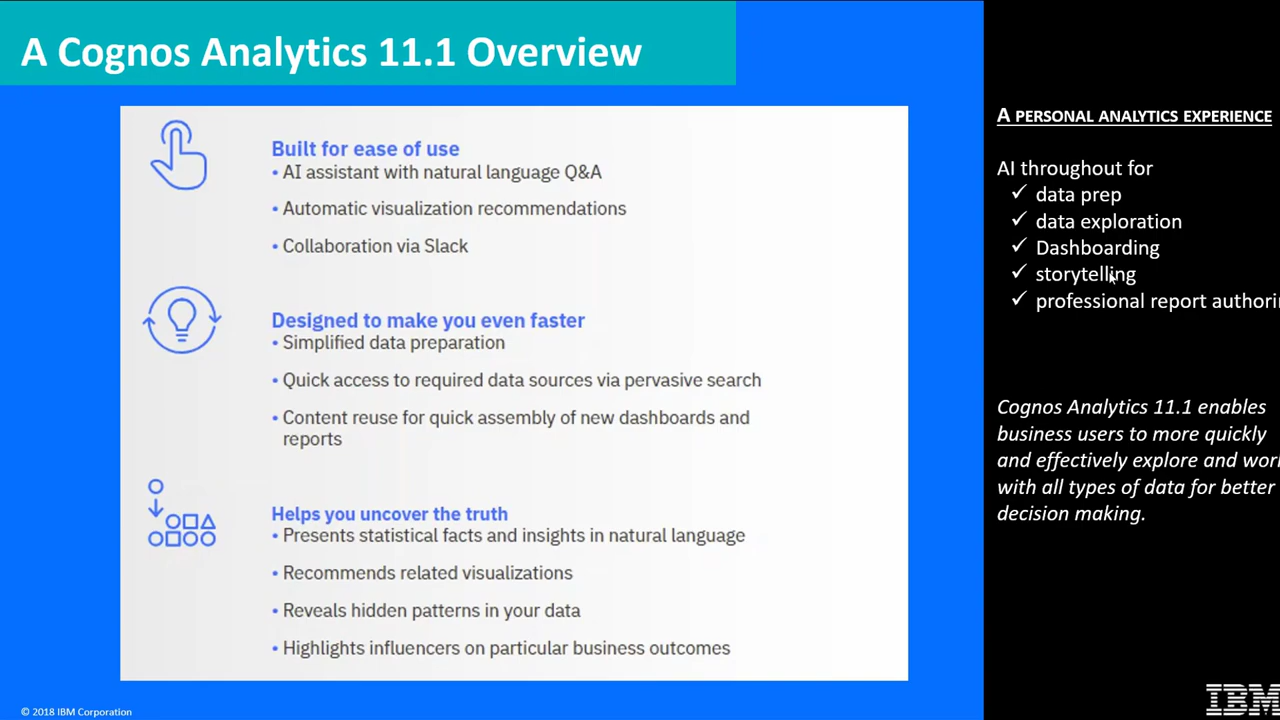 A Cognos Analytics 11.1 Overview
Built for ease of use
• AI assistant with natural language Q&A
• Automatic visualization recommendations
• Collaboration via Slack
Designed to make you even faster
• Simplified data preparation
• Quick access to required data sources via pervasive search
• Content reuse for quick assembly of new dashboards and
reports
Helps you uncover the truth
• Presents statistical facts and insights in natural language
• Recommends related visualizations
• Reveals hidden patterns in your data
• Highlights influencers on particular business outcomes
© 2018 IBM Corporation
A PERSONAL ANALYTICS EXPERIENCE
AI throughout for
✓ data prep
✓ data exploration
✓ Dashboarding
✓ storytelling
✓ professional report authori
Cognos Analytics 11.1 enables
business users to more quickly
and effectively explore and wor
with all types of data for better
decision making.
IBM